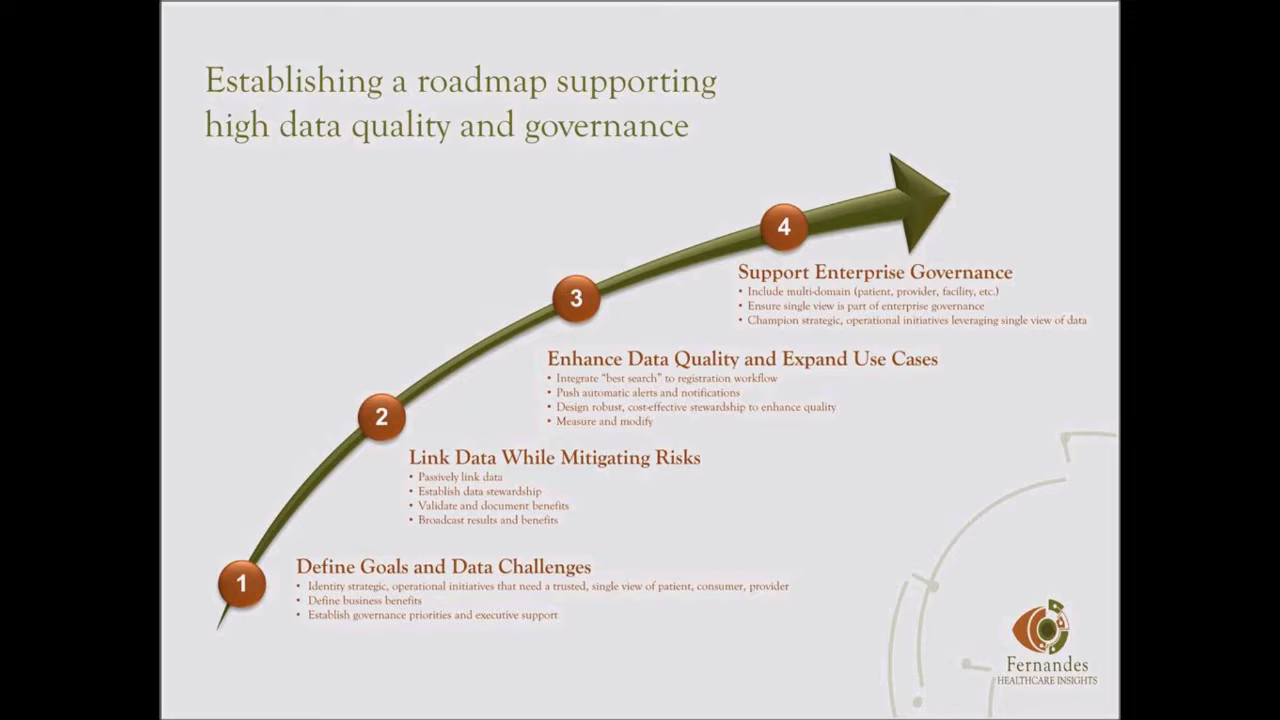 Establishing a roadmap supporting
high data quality and governance
4
Support Enterprise Governance
• Include multi-domain (patient, provider, facility, etc.)
• Ensure single view is part of enterprise governance
• Champion strategic, operational initiatives leveraging single view of data
3
Enhance Data Quality and Expand Use Cases
• Integrate “best search” to registration workflow
• Push automatic alerts and notifications
• Design robust, cost-effective stewardship to enhance quality
• Measure and modify
2
Link Data While Mitigating Risks
• Passively link data
• Establish data stewardship
• Validate and document benefits
• Broadcast results and benefits
1
Define Goals and Data Challenges
• Identity strategic, operational initiatives that need a trusted, single view of patient, consumer, provider
• Define business benefits
• Establish governance priorities and executive support
Fernandes
HEALTHCARE INSIGHTS